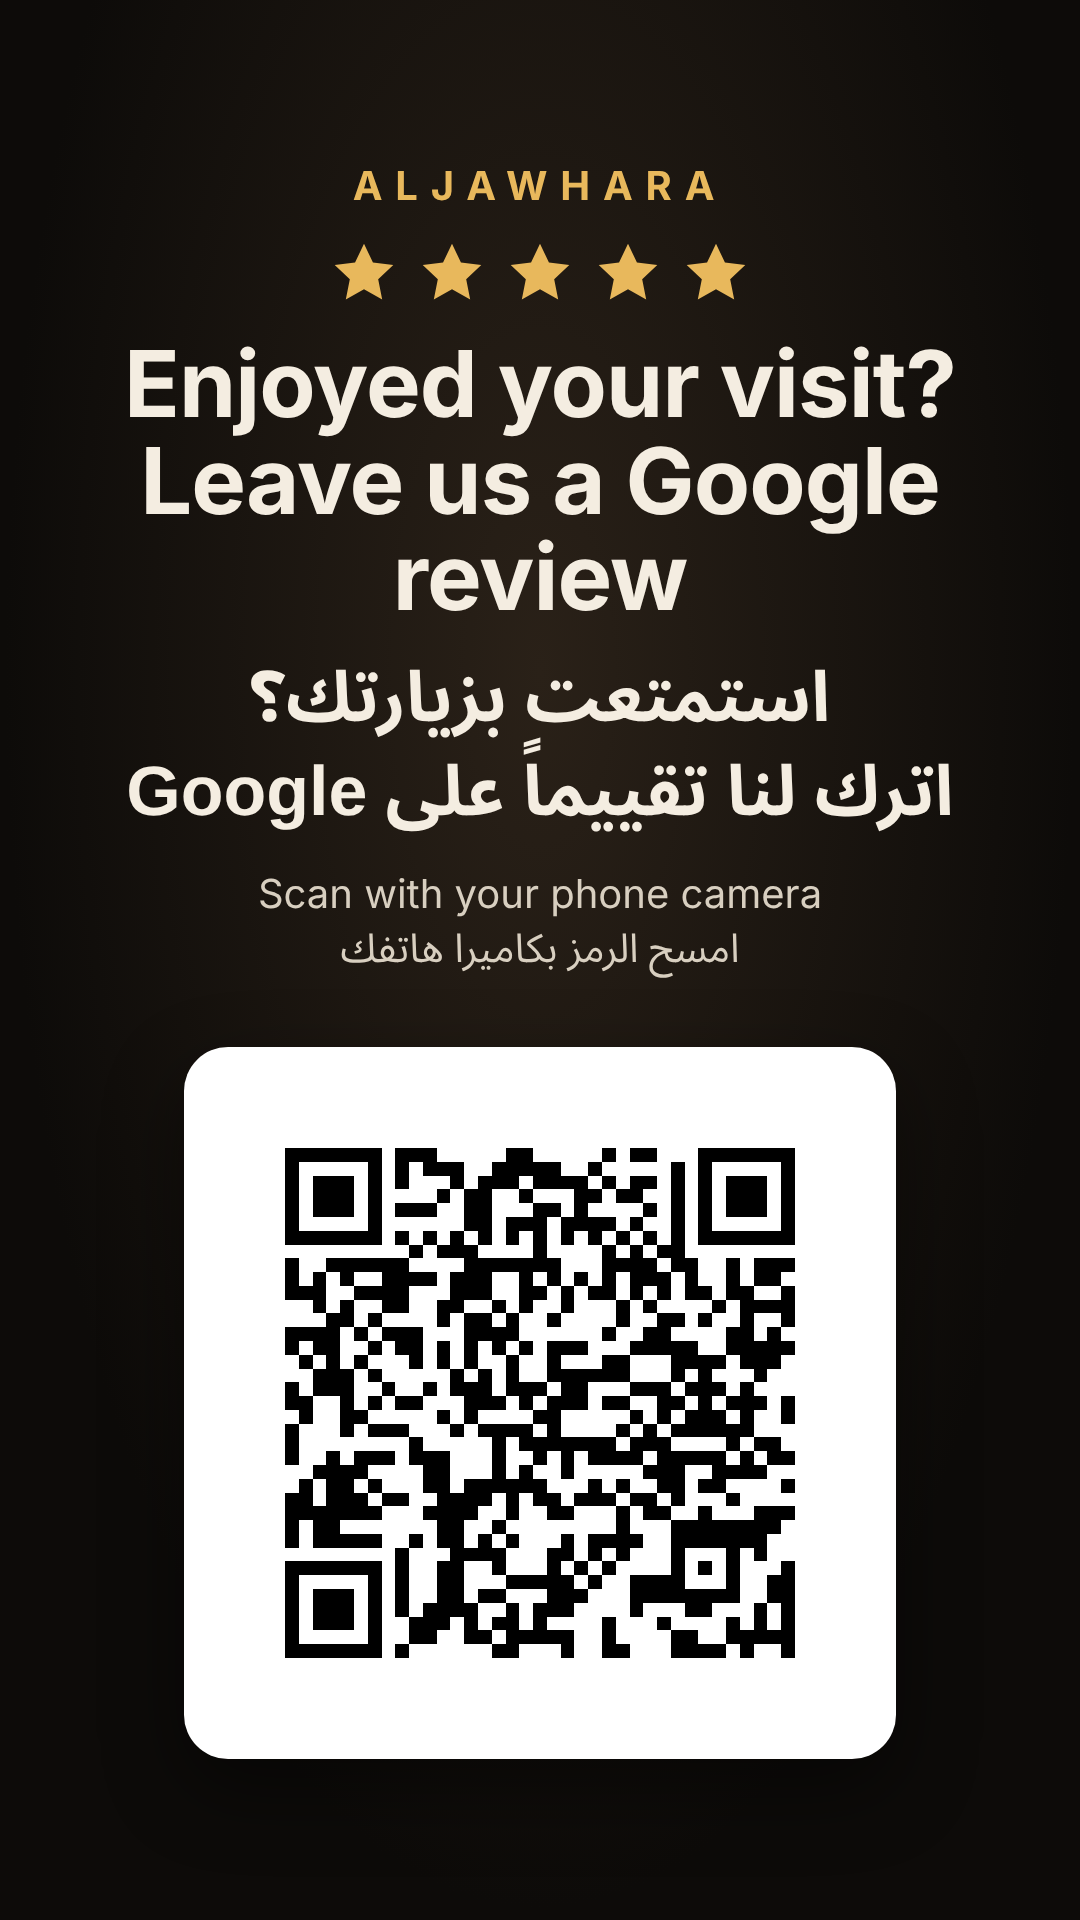 ALJAWHARA
Enjoyed your visit?
Leave us a Google
review
استمتعت بزيارتك؟
اترك لنا تقييماً على Google
Scan with your phone camera
امسح الرمز بكاميرا هاتفك